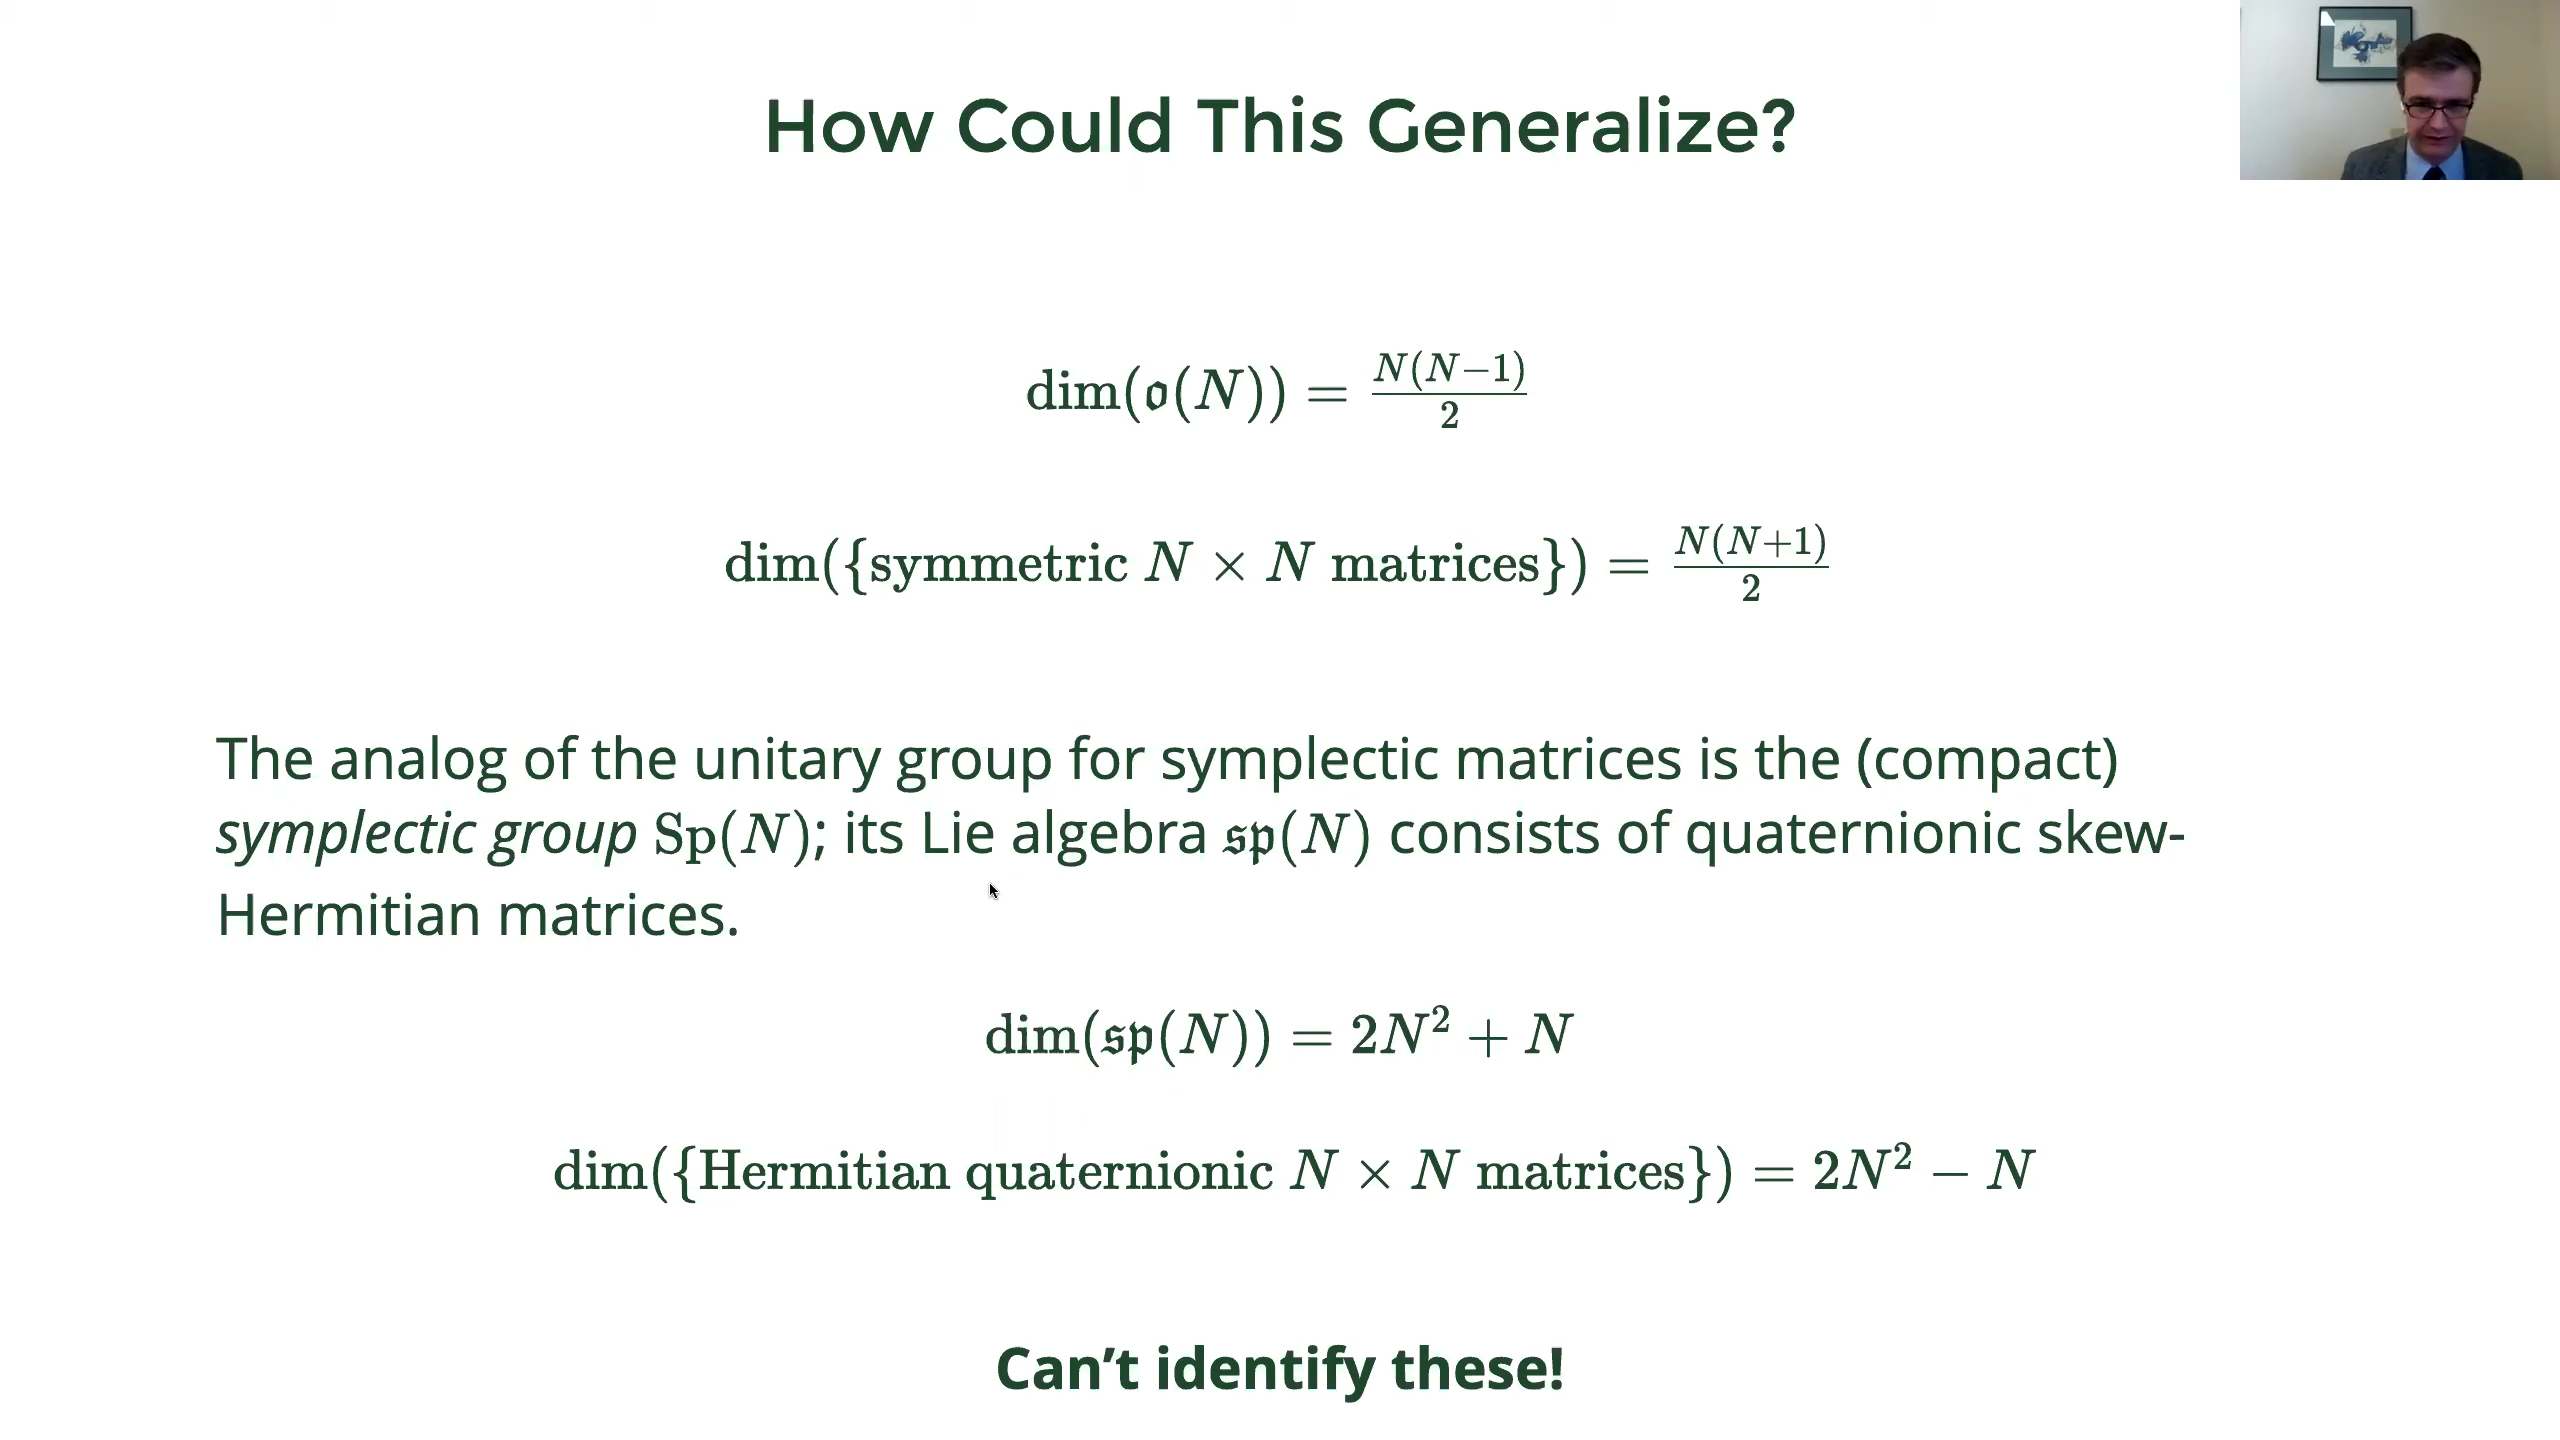 How Could This Generalize?
dim(𝔬(N)) = N(N−1)/2
dim({symmetric N × N matrices}) = N(N+1)/2
The analog of the unitary group for symplectic matrices is the (compact)
symplectic group Sp(N); its Lie algebra 𝔰𝔭(N) consists of quaternionic skew-
Hermitian matrices.
dim(𝔰𝔭(N)) = 2N² + N
dim({Hermitian quaternionic N × N matrices}) = 2N² − N
Can’t identify these!